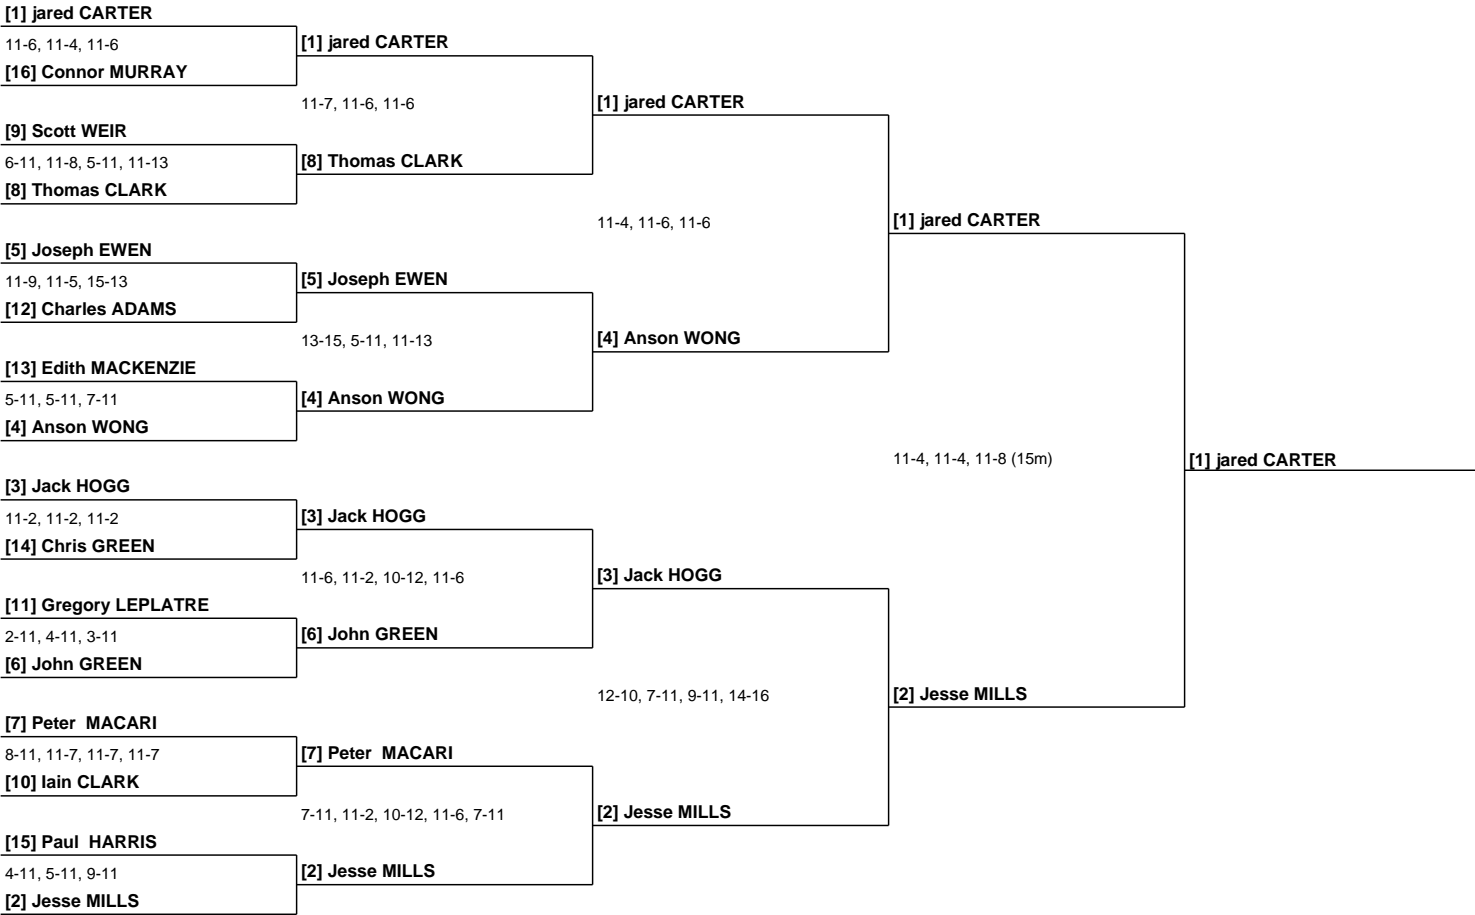 [1] jared CARTER
11-6, 11-4, 11-6
[16] Connor MURRAY
[9] Scott WEIR
6-11, 11-8, 5-11, 11-13
[8] Thomas CLARK
[5] Joseph EWEN
11-9, 11-5, 15-13
[12] Charles ADAMS
[13] Edith MACKENZIE
5-11, 5-11, 7-11
[4] Anson WONG
[3] Jack HOGG
11-2, 11-2, 11-2
[14] Chris GREEN
[11] Gregory LEPLATRE
2-11, 4-11, 3-11
[6] John GREEN
[7] Peter  MACARI
8-11, 11-7, 11-7, 11-7
[10] Iain CLARK
[15] Paul  HARRIS
4-11, 5-11, 9-11
[2] Jesse MILLS
[1] jared CARTER
11-7, 11-6, 11-6
[8] Thomas CLARK
[5] Joseph EWEN
13-15, 5-11, 11-13
[4] Anson WONG
[3] Jack HOGG
11-6, 11-2, 10-12, 11-6
[6] John GREEN
[7] Peter  MACARI
7-11, 11-2, 10-12, 11-6, 7-11
[2] Jesse MILLS
[1] jared CARTER
11-4, 11-6, 11-6
[4] Anson WONG
[3] Jack HOGG
12-10, 7-11, 9-11, 14-16
[2] Jesse MILLS
[1] jared CARTER
11-4, 11-4, 11-8 (15m)
[2] Jesse MILLS
[1] jared CARTER